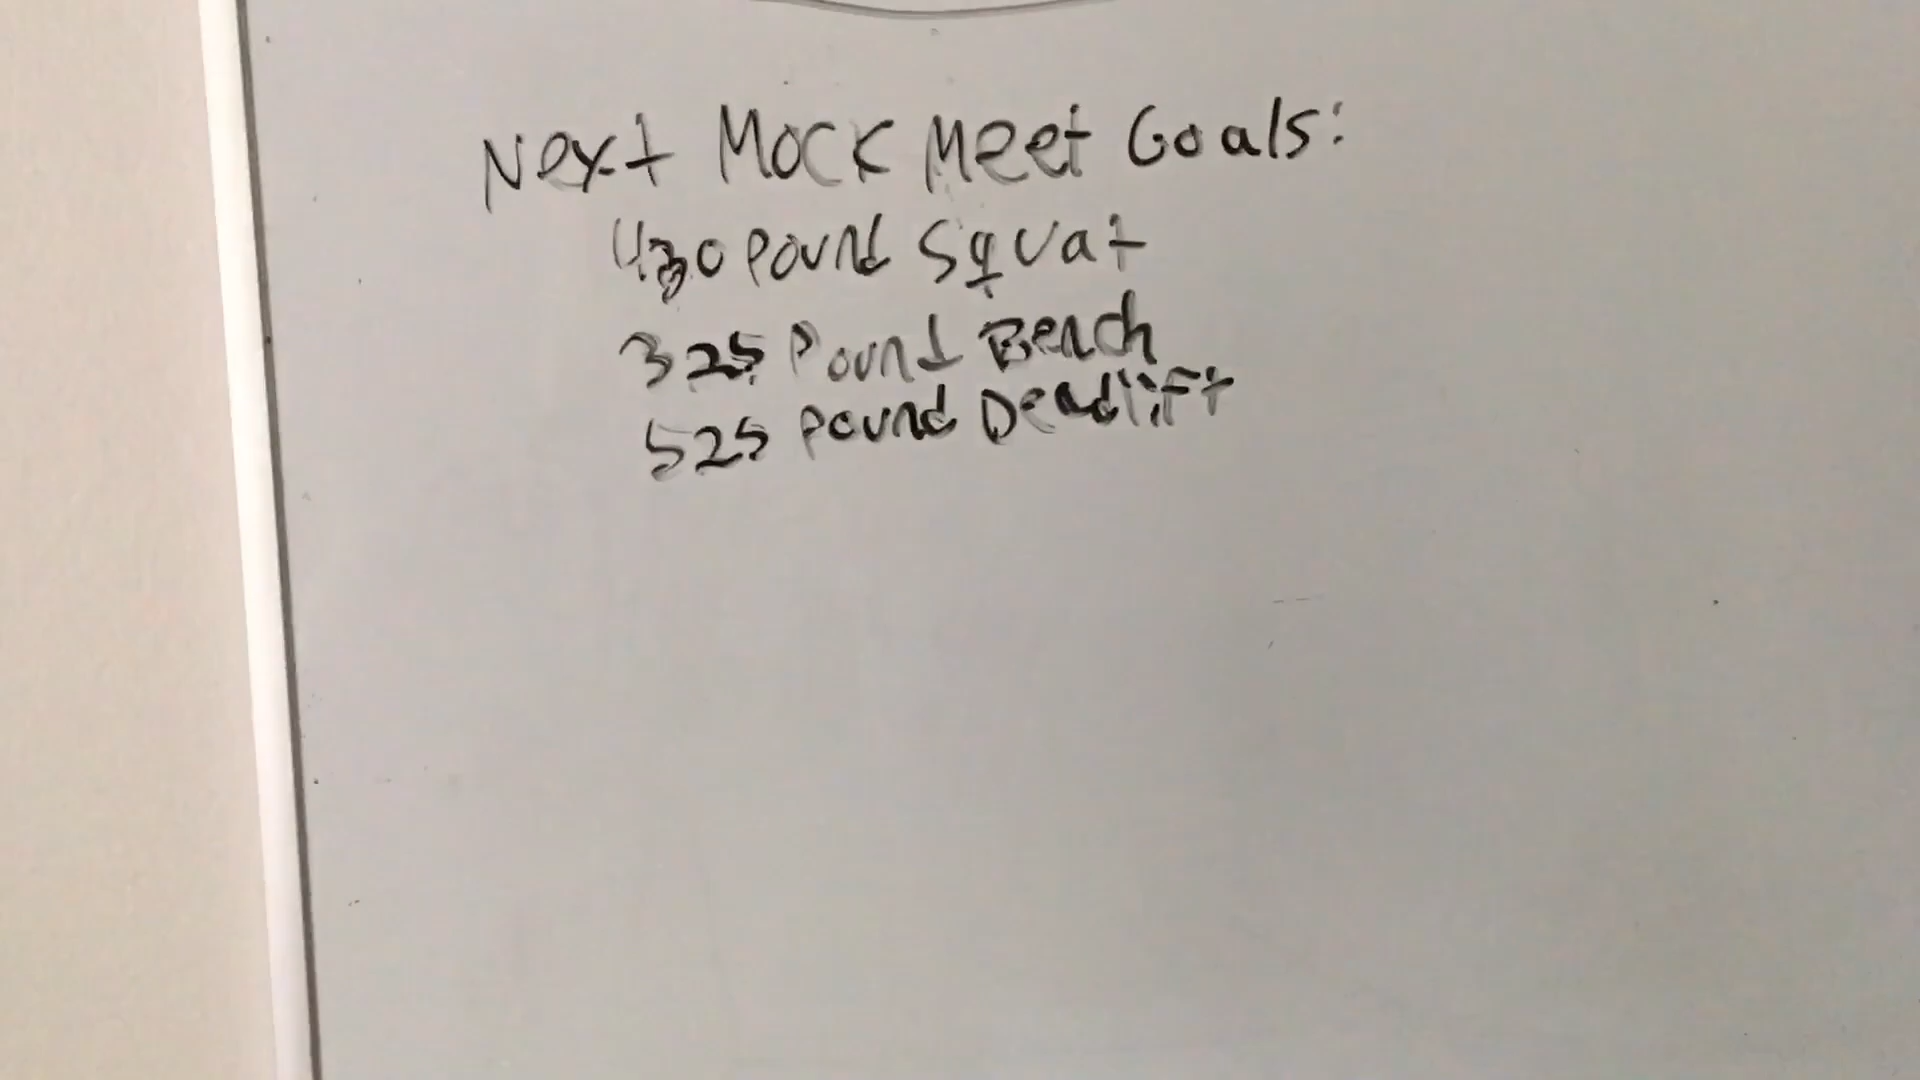 Next Mock Meet Goals:
430 Pound Squat
325 Pound Bench
525 Pound Deadlift